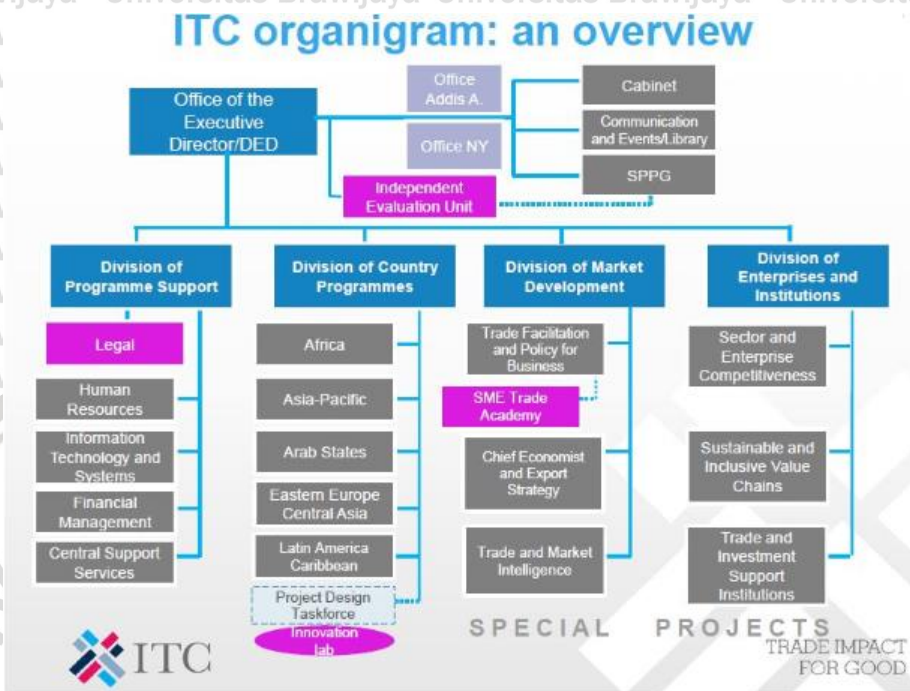 Universitas Brawijaya
ITC organigram: an overview
Office of the
Executive
Director/DED
Office
Addis A.
Office NY
Cabinet
Communication
and Events/Library
SPPG
Independent
Evaluation Unit
Division of
Programme Support
Division of Country
Programmes
Division of Market
Development
Division of
Enterprises and
Institutions
Legal
Human
Resources
Information
Technology and
Systems
Financial
Management
Central Support
Services
Africa
Asia-Pacific
Arab States
Eastern Europe
Central Asia
Latin America
Caribbean
Project Design
Taskforce
Innovation
lab
Trade Facilitation
and Policy for
Business
SME Trade
Academy
Chief Economist
and Export
Strategy
Trade and Market
Intelligence
Sector and
Enterprise
Competitiveness
Sustainable and
Inclusive Value
Chains
Trade and
Investment
Support
Institutions
SPECIAL PROJECTS
ITC
TRADE IMPACT
FOR GOOD